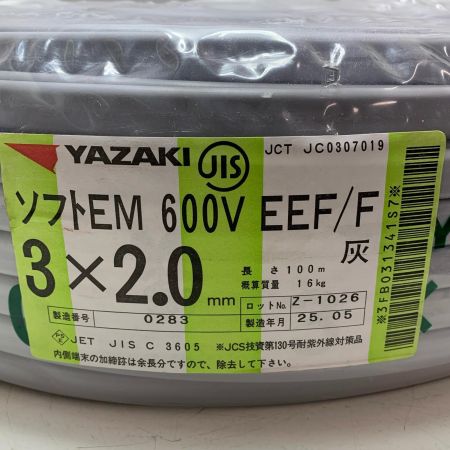 YAZAKI JIS JCT JC0307019
ソフトEM 600V EEF/F
3×2.0mm 灰
長さ 100m
概算質量 16kg
製造番号 0283 ロットNo. Z-1026
製造年月 25.05
<PS>E JET JIS C 3605 ※JCS技資第130号耐紫外線対策品
内側端末の加締跡は余長分ですので、除去して下さい。
※3FB031341S7※